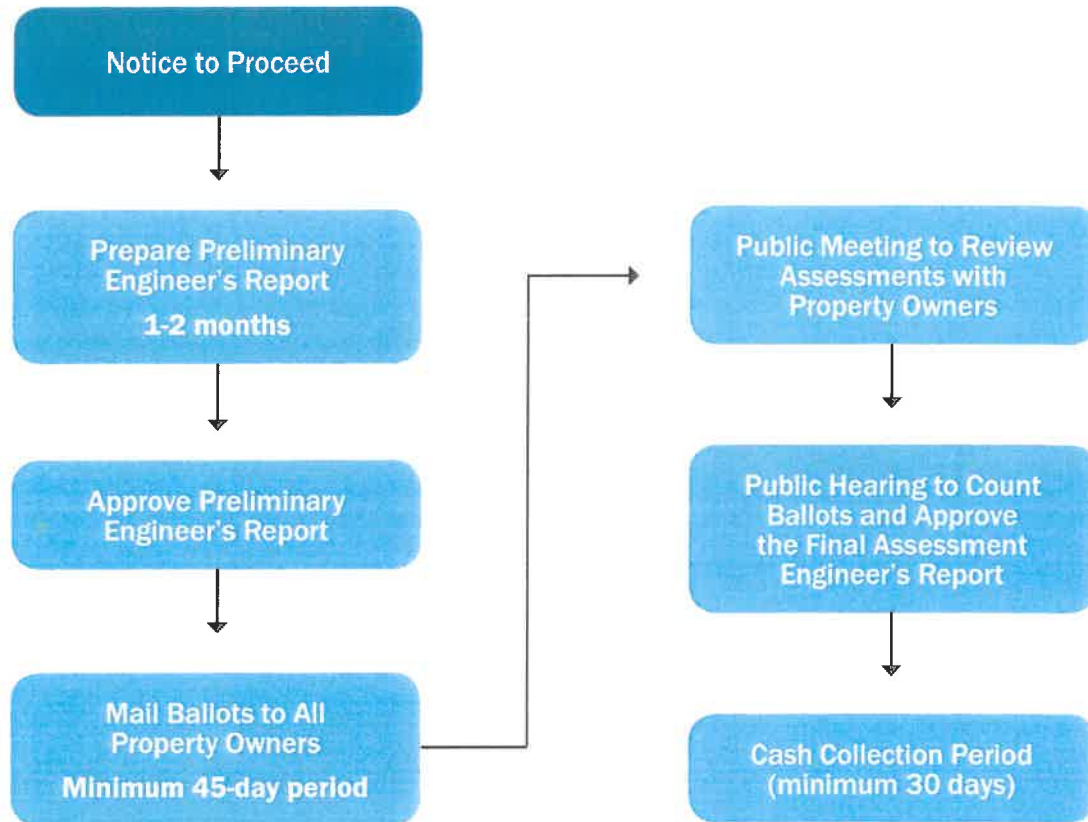 Notice to Proceed
Prepare Preliminary
Engineer's Report
1-2 months
Approve Preliminary
Engineer's Report
Mail Ballots to All
Property Owners
Minimum 45-day period
Public Meeting to Review
Assessments with
Property Owners
Public Hearing to Count
Ballots and Approve
the Final Assessment
Engineer's Report
Cash Collection Period
(minimum 30 days)